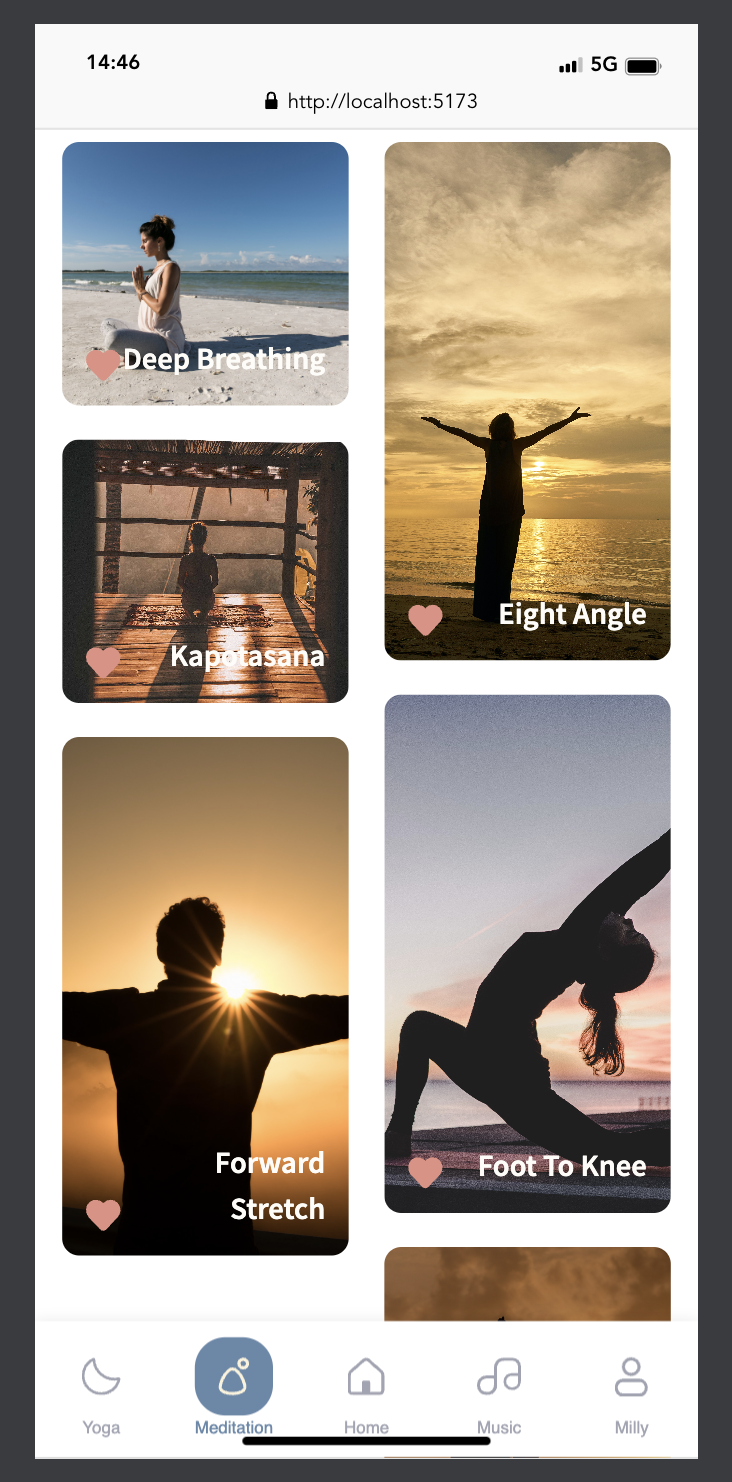 14:46
5G
http://localhost:5173
Deep Breathing
Eight Angle
Kapotasana
Forward
Stretch
Foot To Knee
Yoga
Meditation
Home
Music
Milly